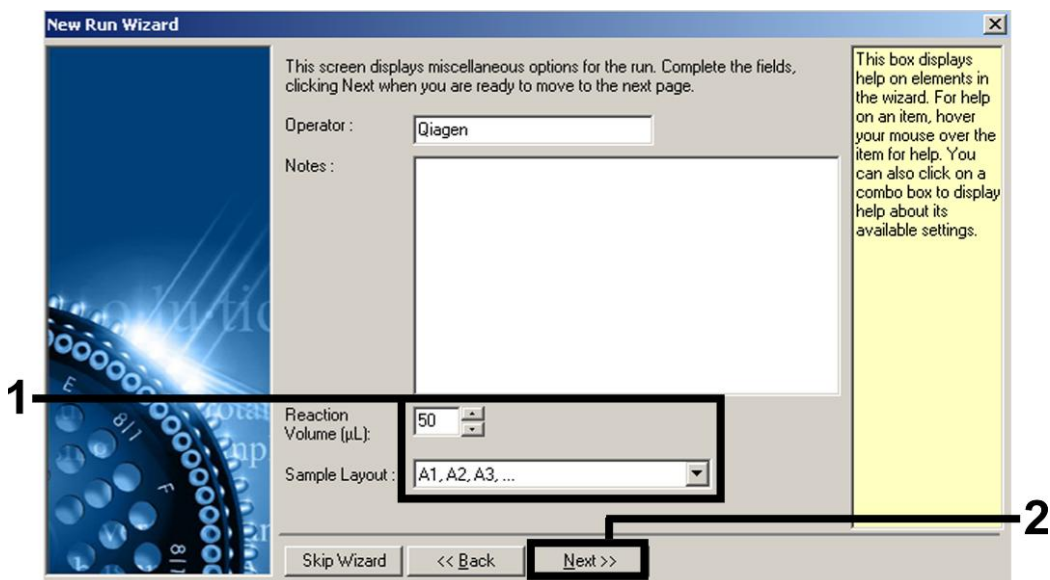 New Run Wizard
This screen displays miscellaneous options for the run. Complete the fields,
clicking Next when you are ready to move to the next page.
Operator :
Qiagen
Notes :
Reaction
Volume (µL):
50
Sample Layout :
A1, A2, A3, ...
Skip Wizard
<< Back
Next >>
This box displays
help on elements in
the wizard. For help
on an item, hover
your mouse over the
item for help. You
can also click on a
combo box to display
help about its
available settings.
1
2
E
8|1
F
8|1